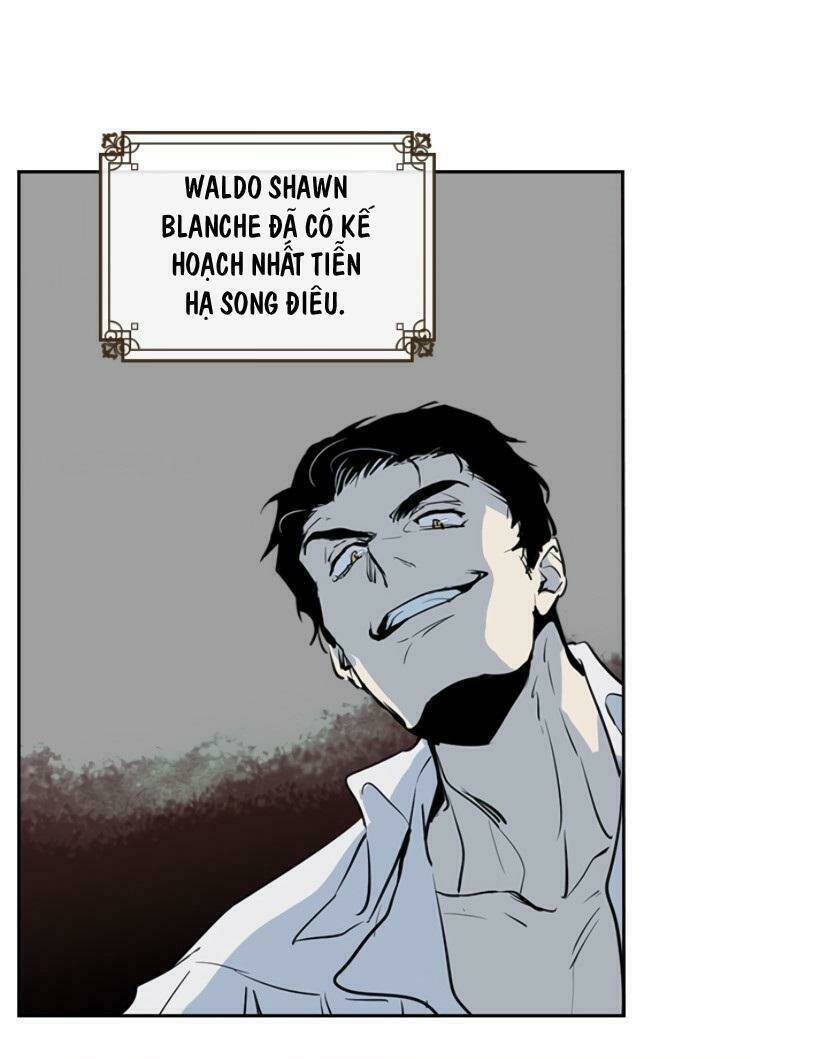 WALDO SHAWN
BLANCHE ĐÃ CÓ KẾ
HOẠCH NHẤT TIỄN
HẠ SONG ĐIÊU.